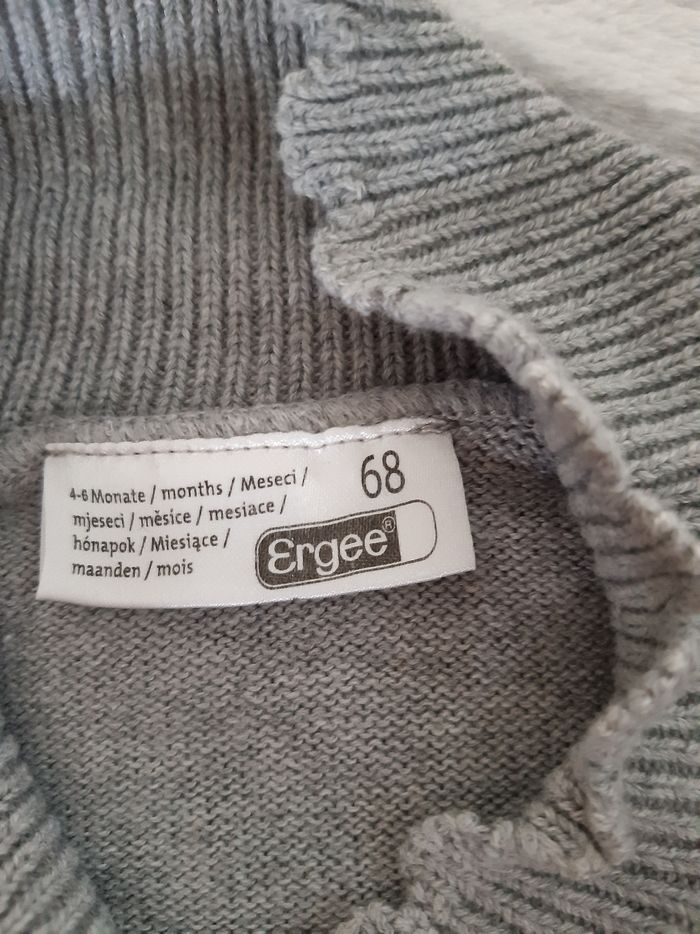 4-6 Monate / months / Meseci /
mjeseci / měsíce / mesiace /
hónapok / Miesiące /
maanden / mois
68
Ergee®